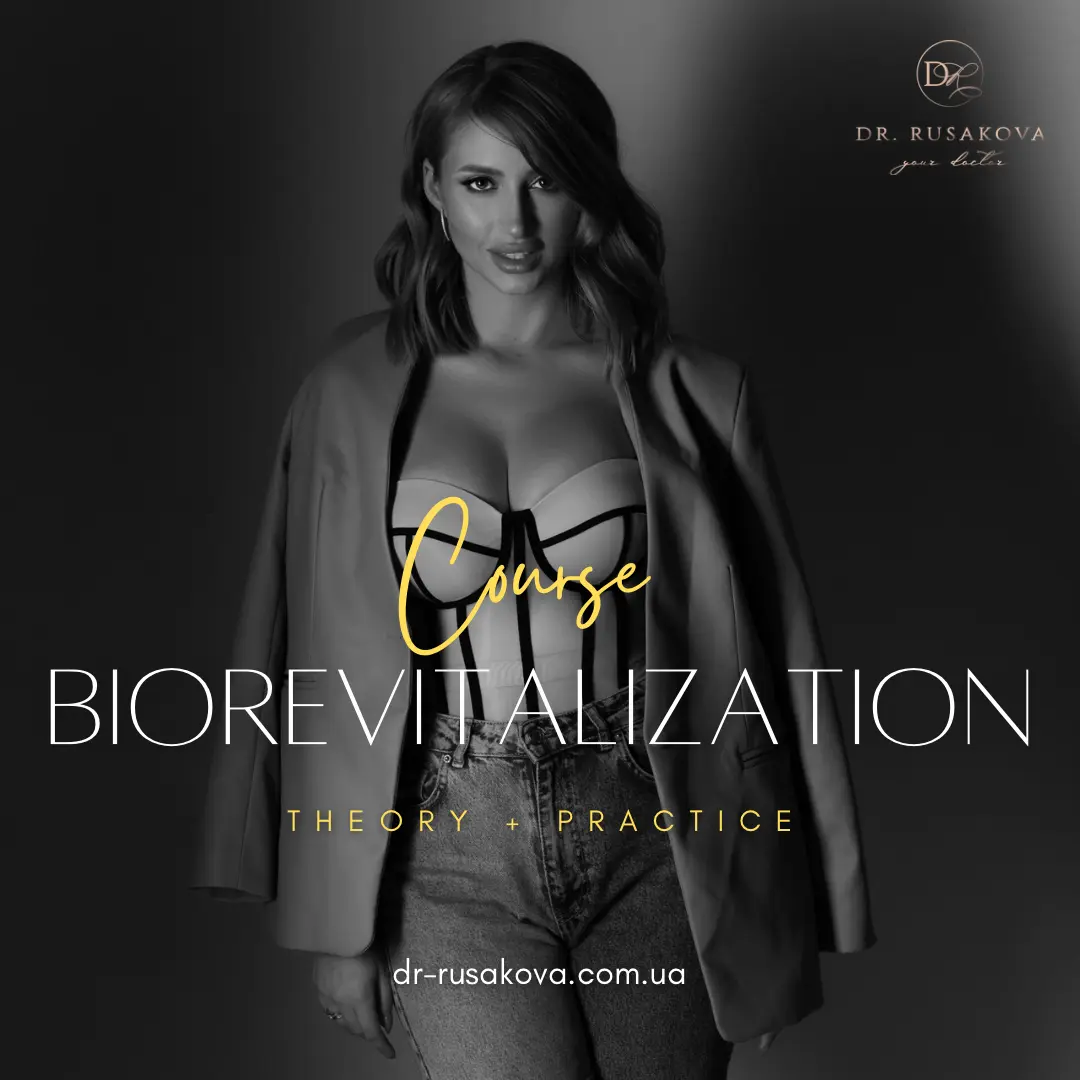 DR
DR. RUSAKOVA
your doctor
Course
BIOREVITALIZATION
THEORY + PRACTICE
dr-rusakova.com.ua